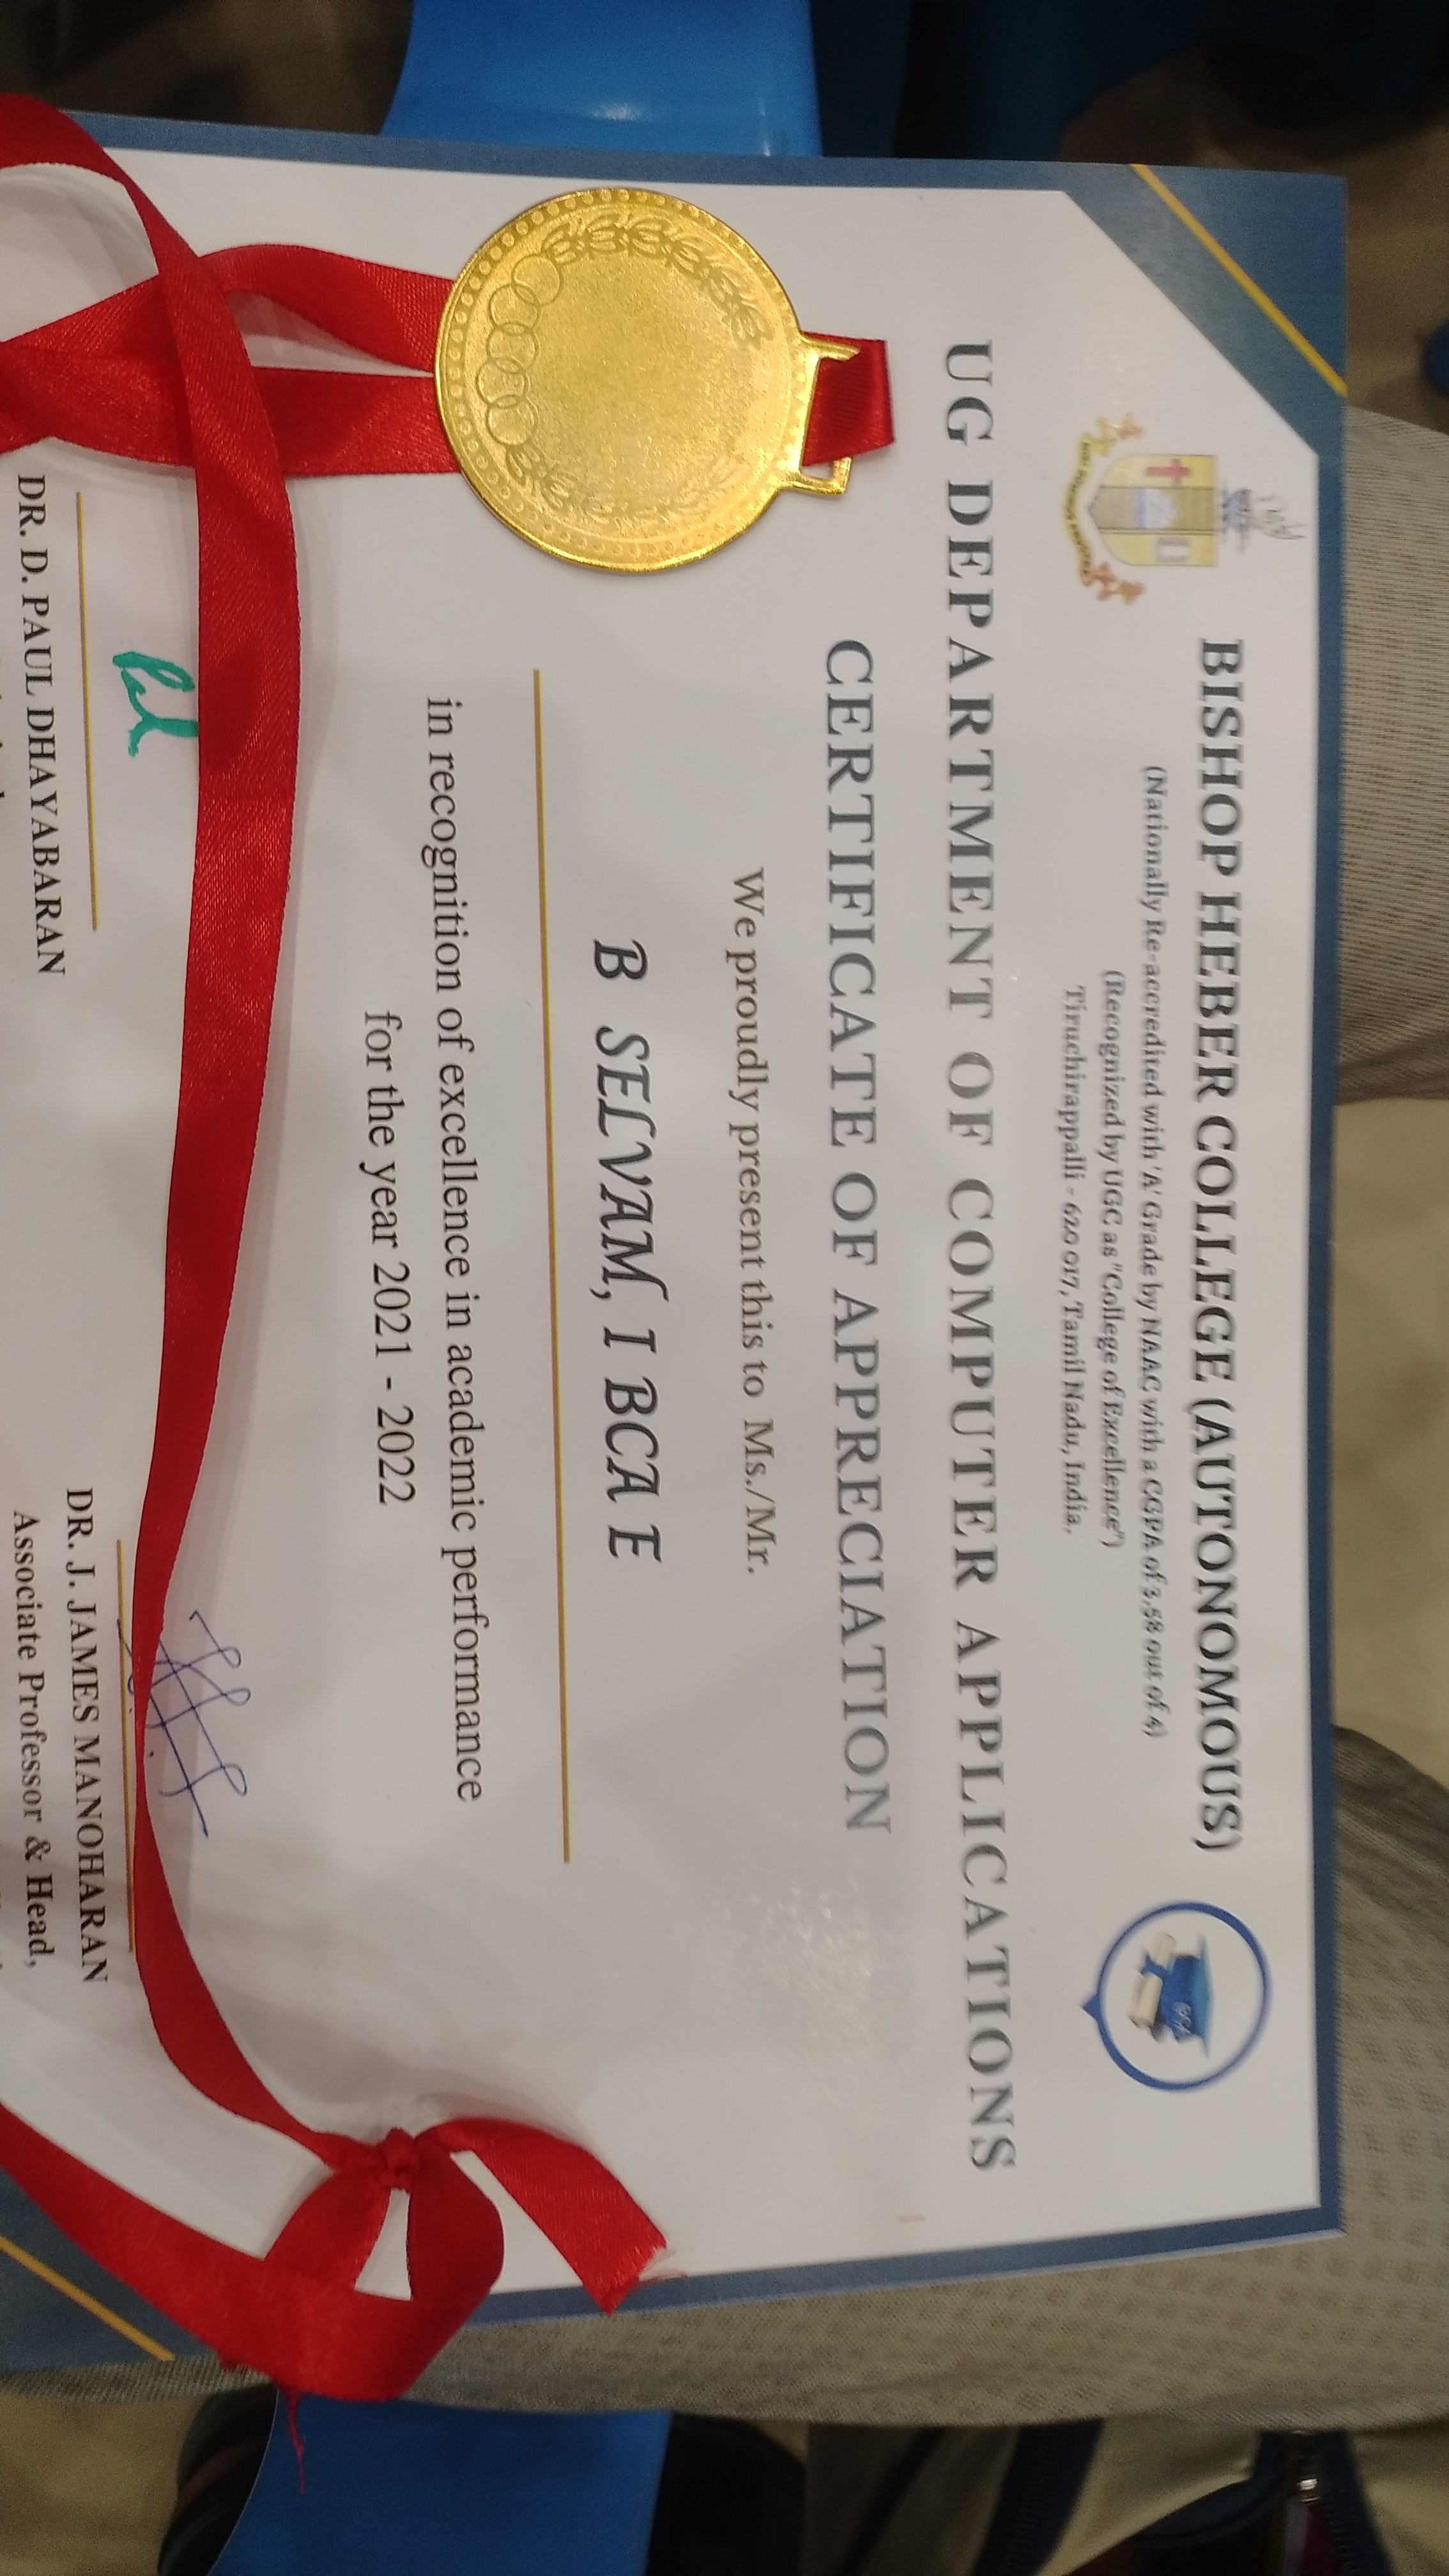 BISHOP HEBER COLLEGE (AUTONOMOUS)
(Nationally Re-accredited with 'A' Grade by NAAC with a CGPA of 3.58 out of 4)
(Recognized by UGC as "College of Excellence")
Tiruchirappalli - 620 017, Tamil Nadu, India.
BCA
UG DEPARTMENT OF COMPUTER APPLICATIONS
CERTIFICATE OF APPRECIATION
We proudly present this to Ms./Mr.
B SELVAM, I BCA E
in recognition of excellence in academic performance
for the year 2021 - 2022
DR. D. PAUL DHAYABARAN
DR. J. JAMES MANOHARAN
Associate Professor & Head,